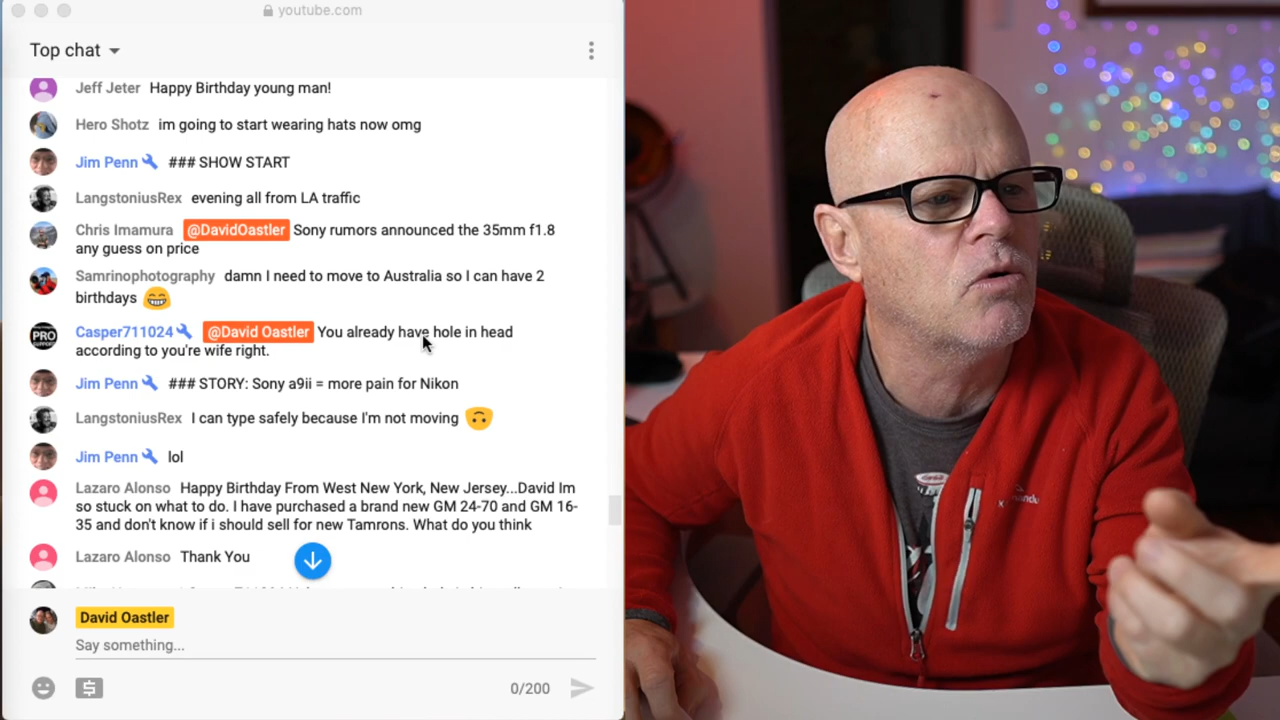 youtube.com
Top chat
Jeff Jeter Happy Birthday young man!
Hero Shotz im going to start wearing hats now omg
Jim Penn ### SHOW START
LangstoniusRex evening all from LA traffic
Chris Imamura @DavidOastler Sony rumors announced the 35mm f1.8
any guess on price
Samrinophotography damn I need to move to Australia so I can have 2
birthdays
PRO
Casper711024 @David Oastler You already have hole in head
according to you're wife right.
Jim Penn ### STORY: Sony a9ii = more pain for Nikon
LangstoniusRex I can type safely because I'm not moving
Jim Penn lol
Lazaro Alonso Happy Birthday From West New York, New Jersey...David Im
so stuck on what to do. I have purchased a brand new GM 24-70 and GM 16-
35 and don't know if i should sell for new Tamrons. What do you think
Lazaro Alonso Thank You
David Oastler
Say something...
0/200